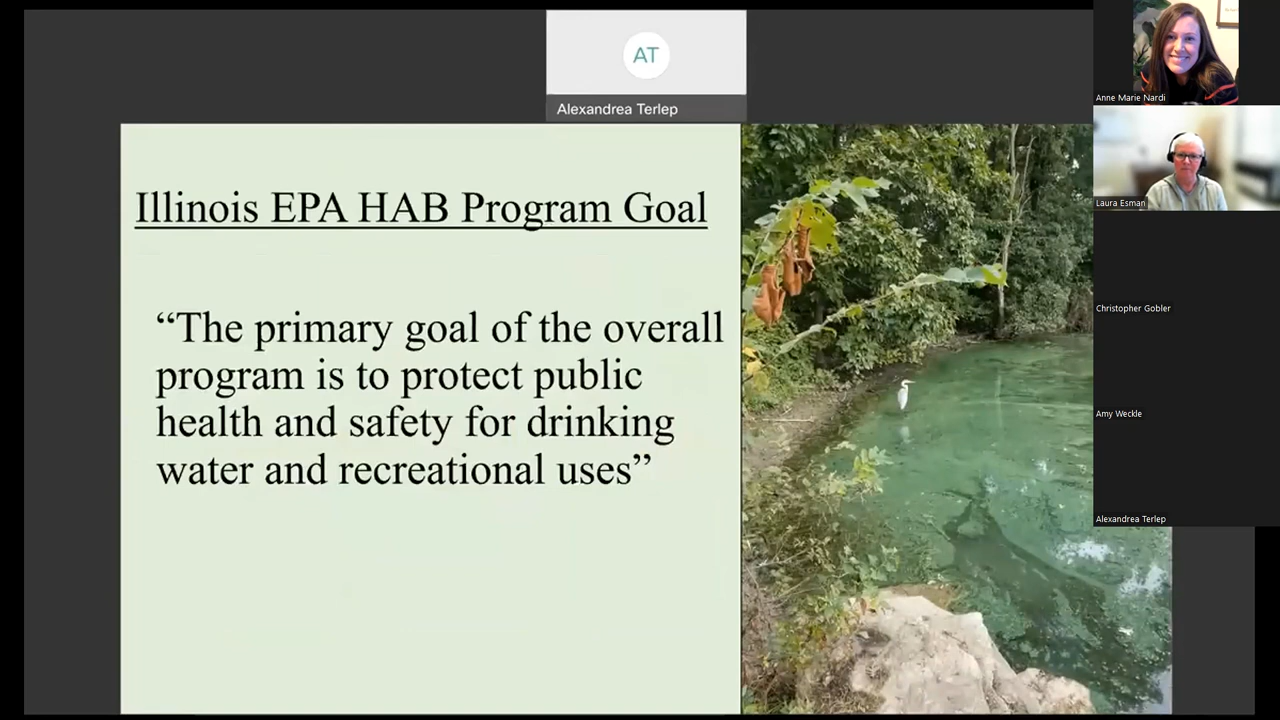 AT
Alexandrea Terlep
Illinois EPA HAB Program Goal
“The primary goal of the overall
program is to protect public
health and safety for drinking
water and recreational uses”
Anne Marie Nardi
Laura Esman
Christopher Gobler
Amy Weckle
Alexandrea Terlep